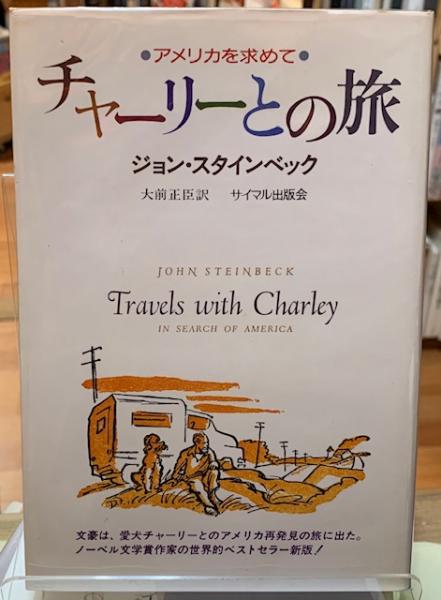 ●アメリカを求めて●
チャーリーとの旅
ジョン・スタインベック
大前正臣訳 サイマル出版会
JOHN STEINBECK
Travels with Charley
IN SEARCH OF AMERICA
文豪は、愛犬チャーリーとのアメリカ再発見の旅に出た。
ノーベル文学賞作家の世界的ベストセラー新版！